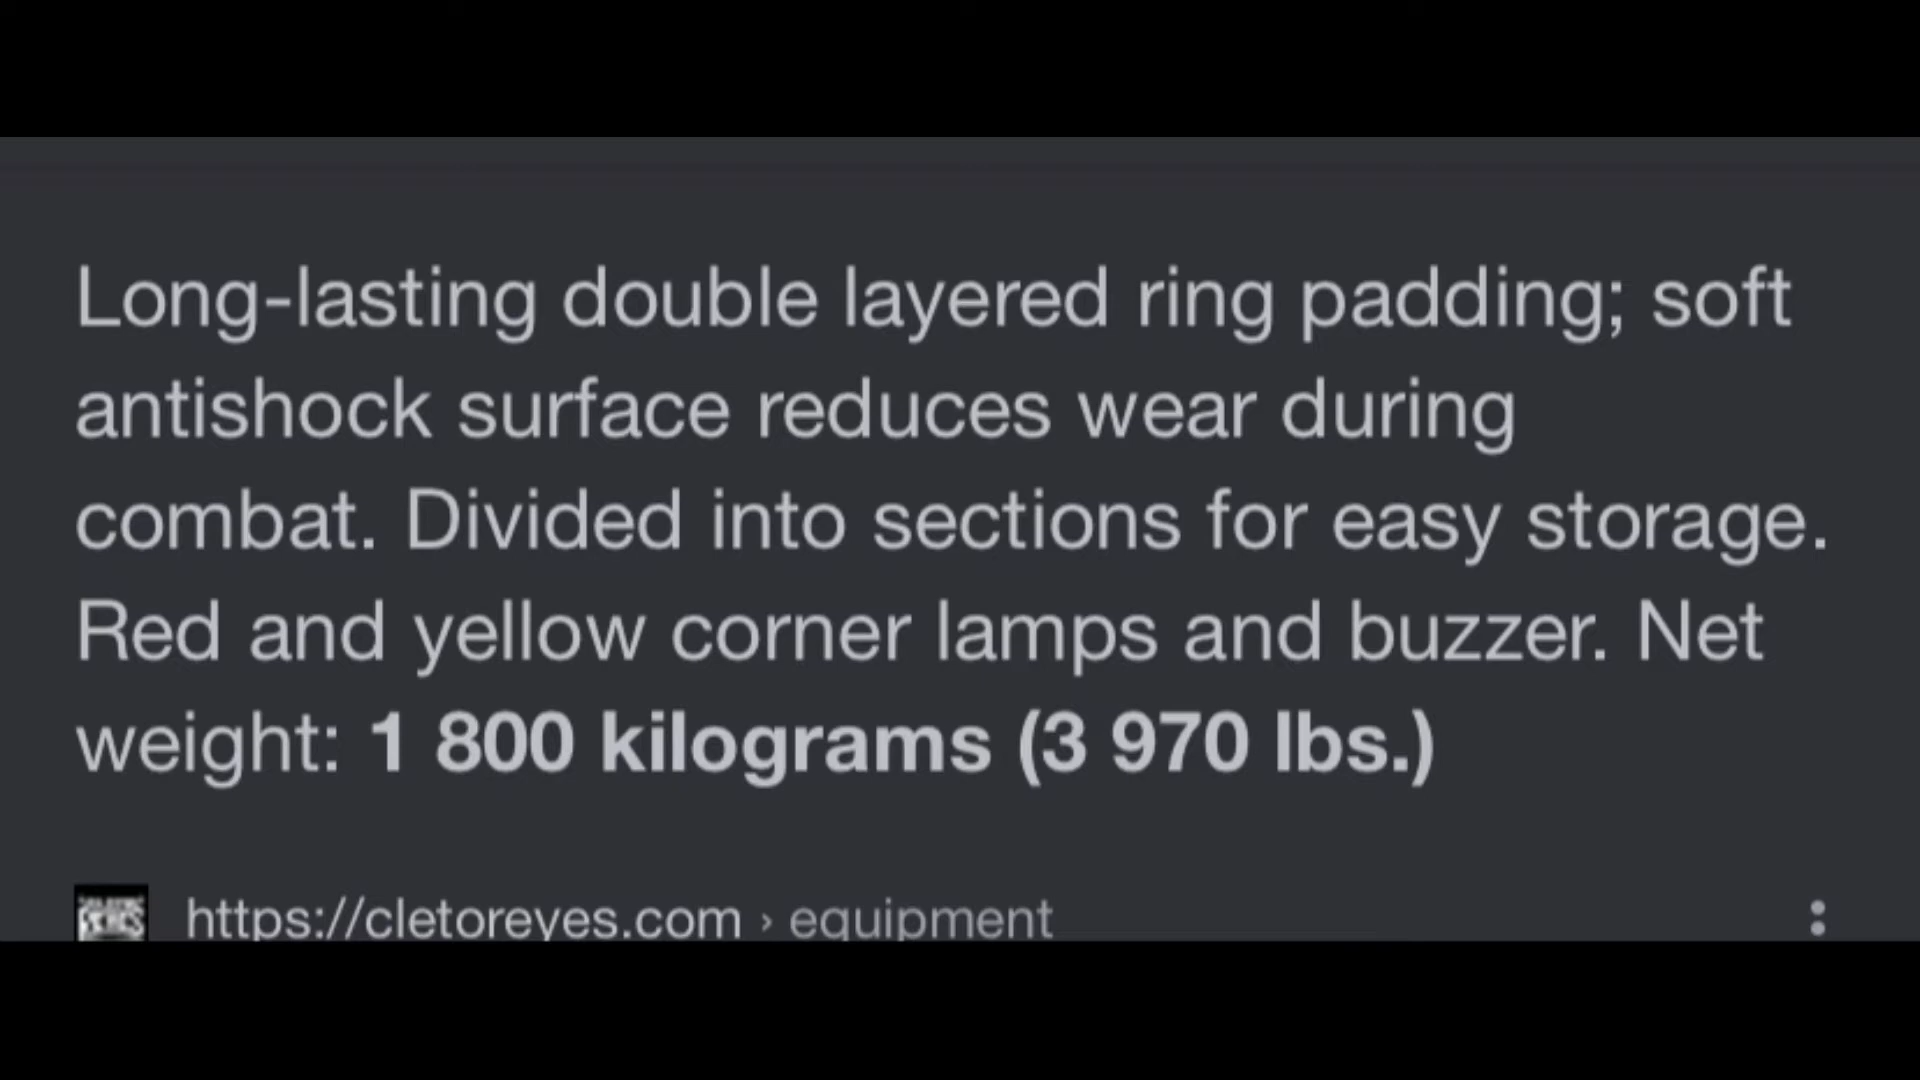 Long-lasting double layered ring padding; soft
antishock surface reduces wear during
combat. Divided into sections for easy storage.
Red and yellow corner lamps and buzzer. Net
weight: 1 800 kilograms (3 970 lbs.)
https://cletoreyes.com › equipment